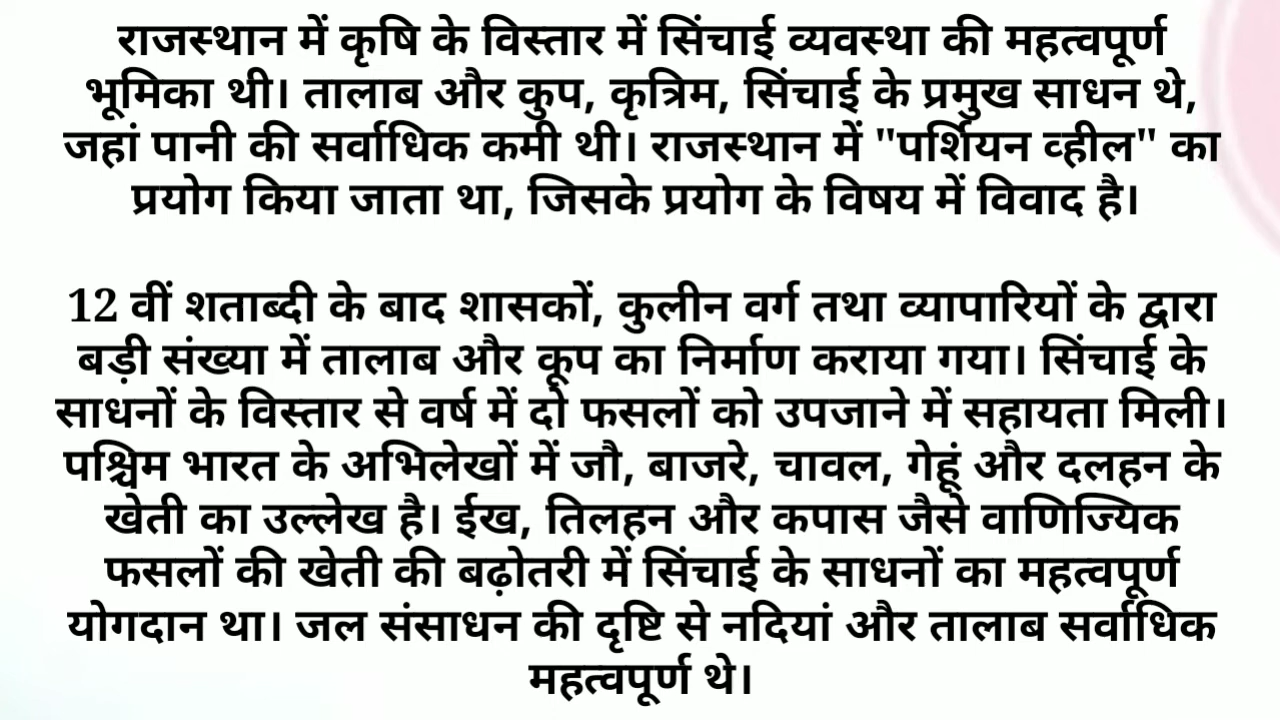 राजस्थान में कृषि के विस्तार में सिंचाई व्यवस्था की महत्वपूर्ण
भूमिका थी। तालाब और कुप, कृत्रिम, सिंचाई के प्रमुख साधन थे,
जहां पानी की सर्वाधिक कमी थी। राजस्थान में "पर्शियन व्हील" का
प्रयोग किया जाता था, जिसके प्रयोग के विषय में विवाद है।
12 वीं शताब्दी के बाद शासकों, कुलीन वर्ग तथा व्यापारियों के द्वारा
बड़ी संख्या में तालाब और कूप का निर्माण कराया गया। सिंचाई के
साधनों के विस्तार से वर्ष में दो फसलों को उपजाने में सहायता मिली।
पश्चिम भारत के अभिलेखों में जौ, बाजरे, चावल, गेहूं और दलहन के
खेती का उल्लेख है। ईख, तिलहन और कपास जैसे वाणिज्यिक
फसलों की खेती की बढ़ोतरी में सिंचाई के साधनों का महत्वपूर्ण
योगदान था। जल संसाधन की दृष्टि से नदियां और तालाब सर्वाधिक
महत्वपूर्ण थे।